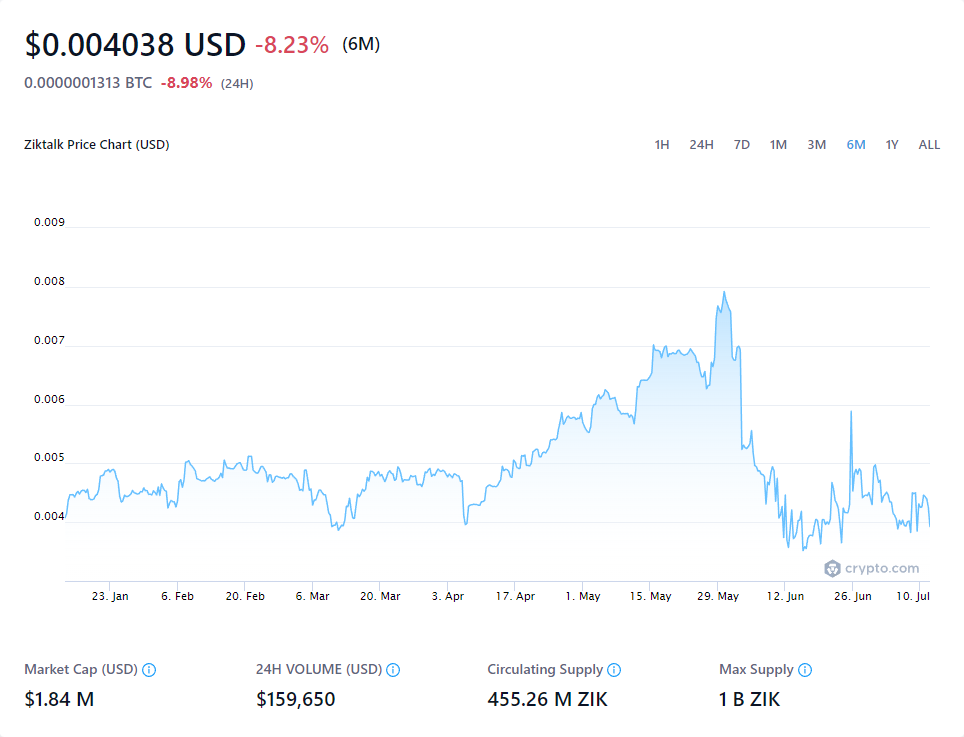 $0.004038 USD -8.23% (6M)
0.0000001313 BTC -8.98% (24H)
Ziktalk Price Chart (USD) 1H 24H 7D 1M 3M 6M 1Y ALL
0.009
0.008
0.007
0.006
0.005
0.004
crypto.com
23. Jan 6. Feb 20. Feb 6. Mar 20. Mar 3. Apr 17. Apr 1. May 15. May 29. May 12. Jun 26. Jun 10. Jul
Market Cap (USD) 24H VOLUME (USD) Circulating Supply Max Supply
$1.84 M $159,650 455.26 M ZIK 1 B ZIK